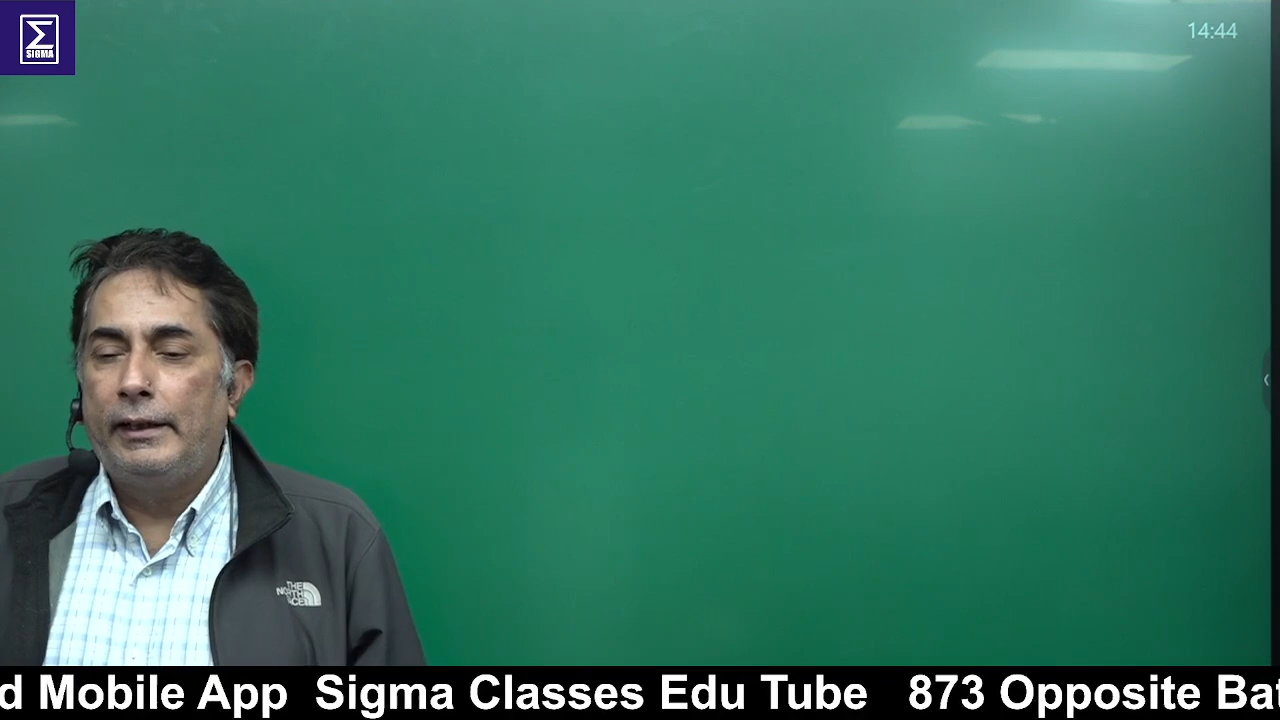 SIGMA
14:44
THE
NORTH
FACE
d Mobile App Sigma Classes Edu Tube 873 Opposite Bat